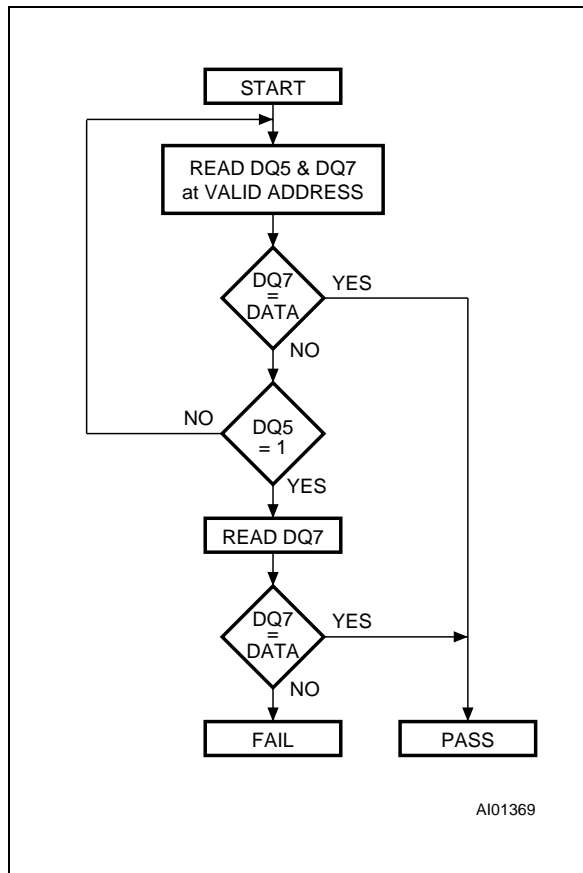 START
READ DQ5 & DQ7
at VALID ADDRESS
DQ7
=
DATA
YES
NO
NO
DQ5
= 1
YES
READ DQ7
DQ7
=
DATA
YES
NO
FAIL
PASS
AI01369